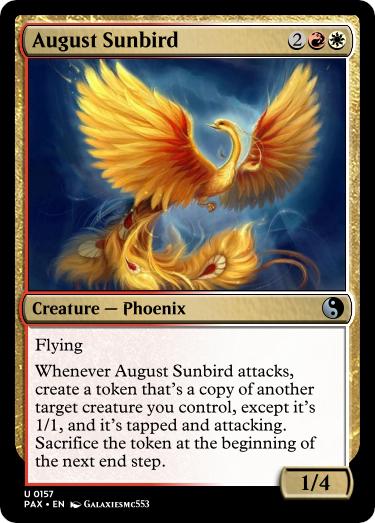 August Sunbird 2
Creature — Phoenix
Flying
Whenever August Sunbird attacks,
create a token that's a copy of another
target creature you control, except it's
1/1, and it's tapped and attacking.
Sacrifice the token at the beginning of
the next end step.
1/4
U 0157
PAX • EN GALAXIESMC553